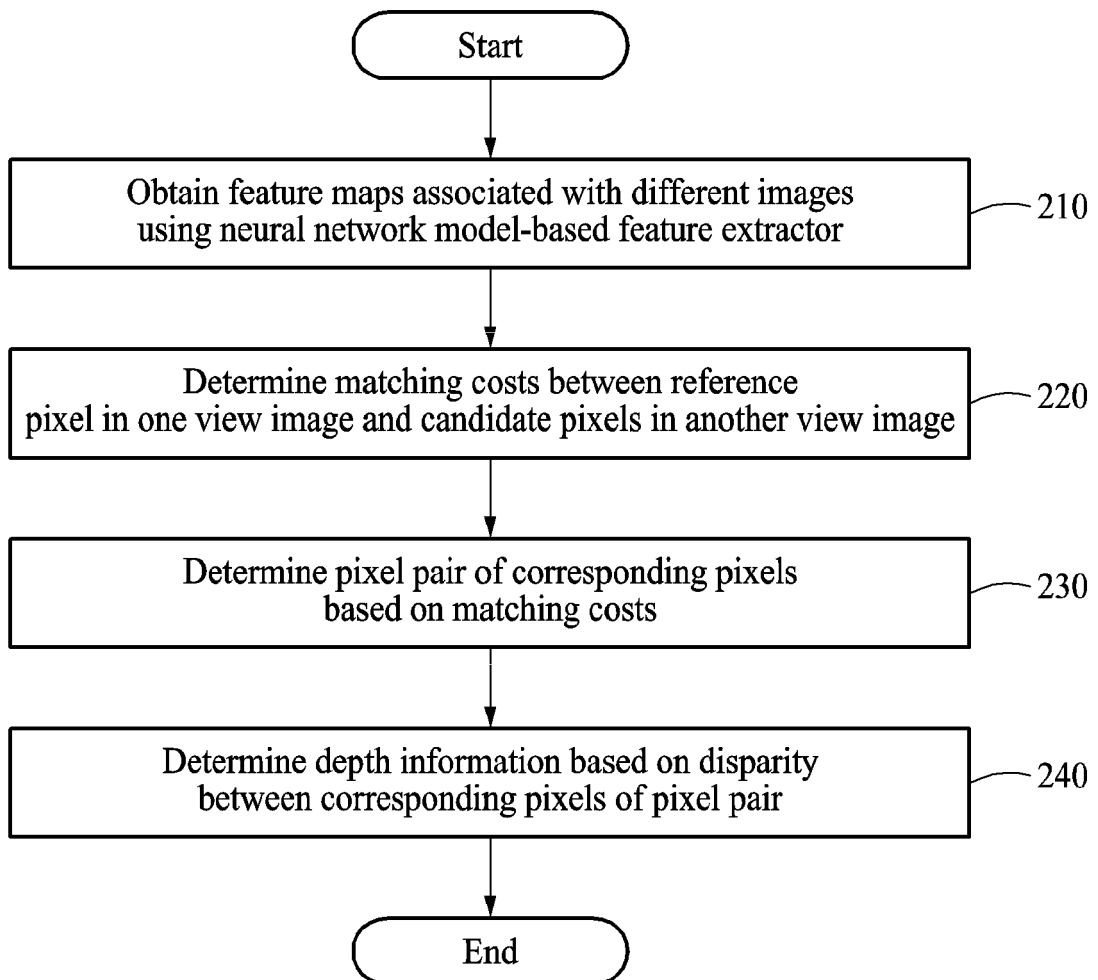 Start
Obtain feature maps associated with different images
using neural network model-based feature extractor
210
Determine matching costs between reference
pixel in one view image and candidate pixels in another view image
220
Determine pixel pair of corresponding pixels
based on matching costs
230
Determine depth information based on disparity
between corresponding pixels of pixel pair
240
End